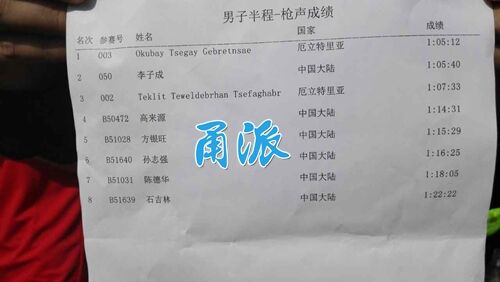 男子半程-枪声成绩
名次 参赛号 姓名 国家 成绩
1 003 Okubay Tsegay Gebretnsae 厄立特里亚 1:05:12
2 050 李子成 中国大陆 1:05:40
3 002 Teklit Teweldebrhan Tsefaghabr 厄立特里亚 1:07:33
4 B50472 高来源 中国大陆 1:14:31
5 B51028 方银旺 中国大陆 1:15:29
6 B51640 孙志强 中国大陆 1:16:25
7 B51031 陈德华 中国大陆 1:18:05
8 B51639 石吉林 中国大陆 1:22:22
甬派